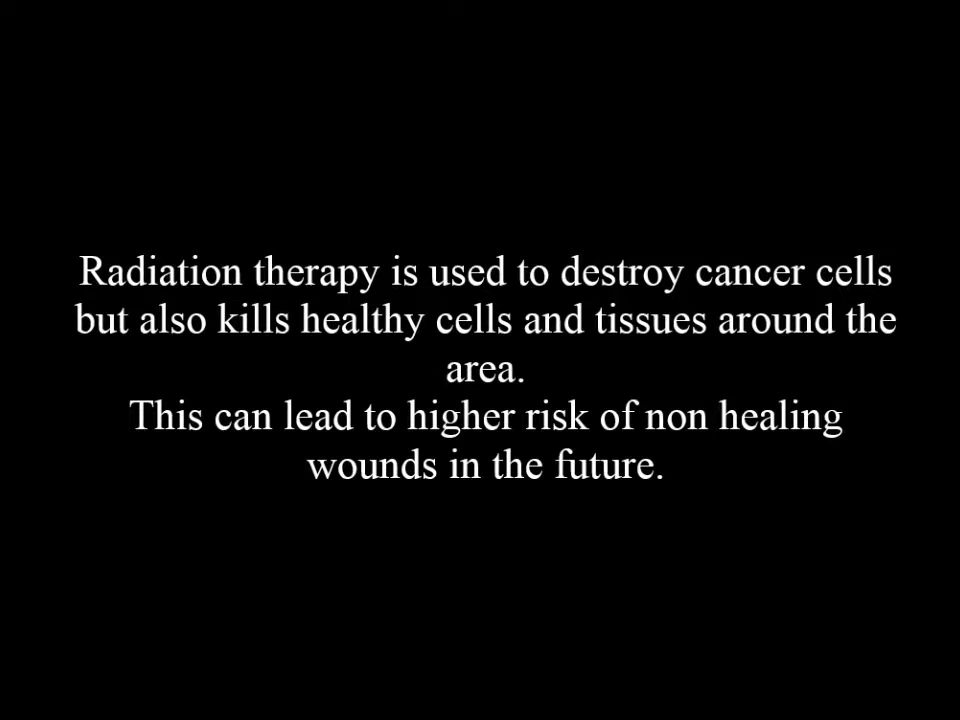 Radiation therapy is used to destroy cancer cells
but also kills healthy cells and tissues around the
area.
This can lead to higher risk of non healing
wounds in the future.